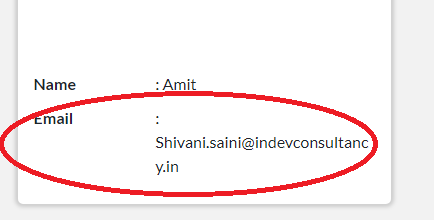 Name : Amit
Email :
Shivani.saini@indevconsultanc
y.in